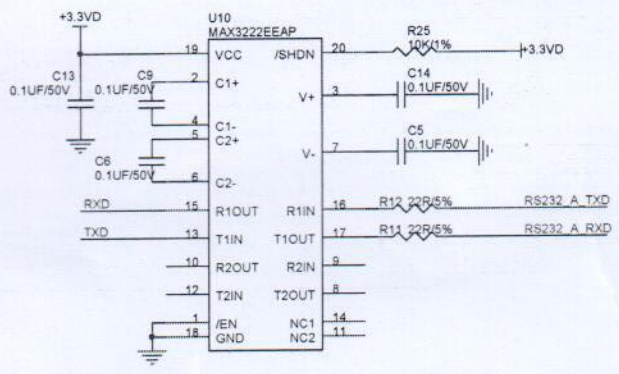 +3.3VD
U10
MAX3222EEAP
R25
10K/1%
19 VCC /SHDN 20 +3.3VD
C13
0.1UF/50V
C9
0.1UF/50V
2 C1+
C14
0.1UF/50V
V+ 3
4 C1-
5 C2+
C5
0.1UF/50V
C6
0.1UF/50V
V- 7
6 C2-
RXD 15 R1OUT R1IN 16 R12 22R/5% RS232_A_TXD
TXD 13 T1IN T1OUT 17 R11 22R/5% RS232_A_RXD
10 R2OUT R2IN 9
12 T2IN T2OUT 8
1 /EN NC1 14
18 GND NC2 11